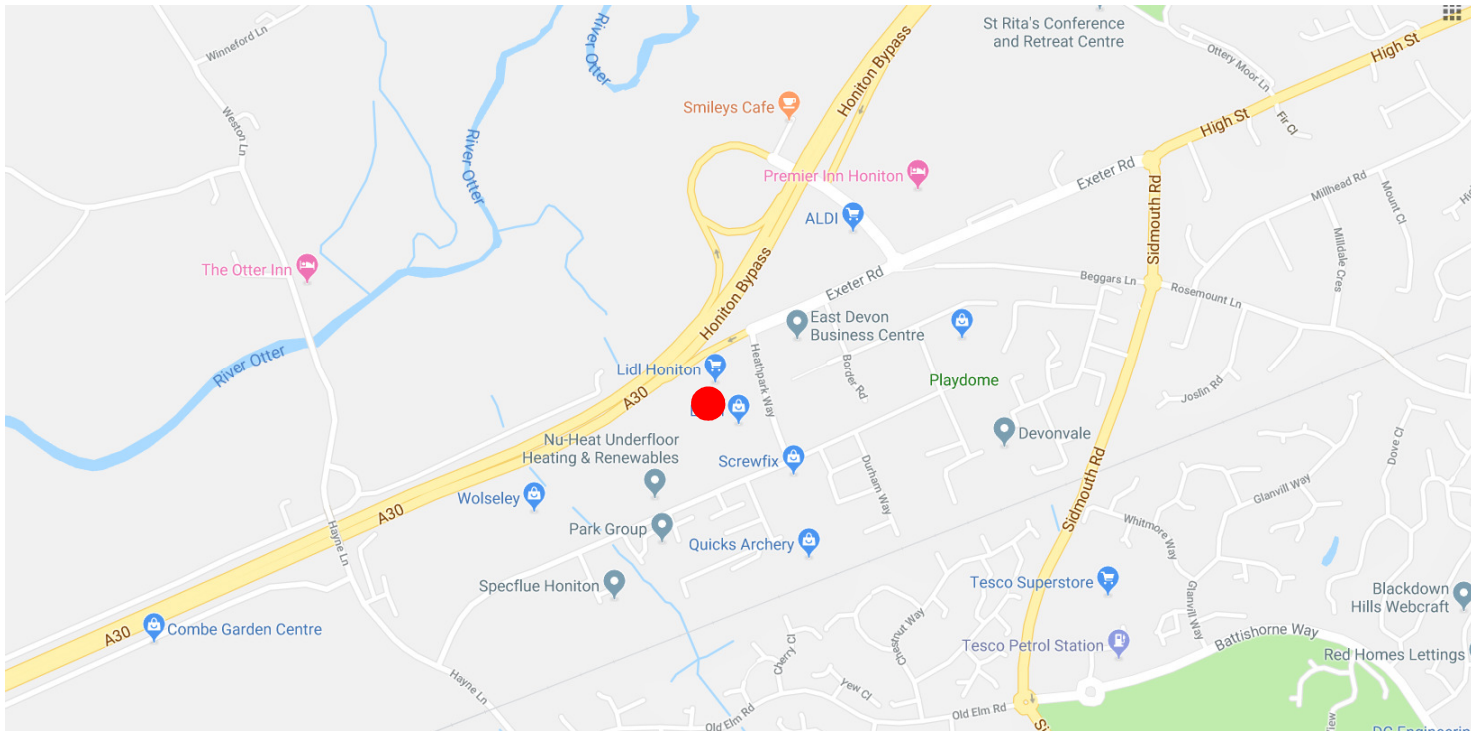 St Rita's Conference
and Retreat Centre
Winneford Ln
River Otter
Honiton Bypass
High St
Ottery Moor Ln
Smileys Cafe
Weston Ln
High St
Fir Cl
River Otter
Premier Inn Honiton
Exeter Rd
Millhead Rd
Mount Cl
ALDI
Sidmouth Rd
Milldale Cres
The Otter Inn
Honiton Bypass
Exeter Rd
Beggars Ln
Rosemount Ln
East Devon
Business Centre
River Otter
Lidl Honiton
Heathpark Way
Border Rd
Playdome
Joslin Rd
A30
Nu-Heat Underfloor
Heating & Renewables
Devonvale
Dove Cl
Screwfix
Durham Way
Glanvill Way
Wolseley
A30
Sidmouth Rd
Whitmore Way
Park Group
Hayne Ln
Quicks Archery
Specflue Honiton
Tesco Superstore
Glanvill Way
Blackdown
Hills Webcraft
A30
Combe Garden Centre
Chestnut Way
Cherry Cl
Tesco Petrol Station
Battishorne Way
Red Homes Lettings
Hayne Ln
Yew Cl
Old Elm Rd
Old Elm Rd